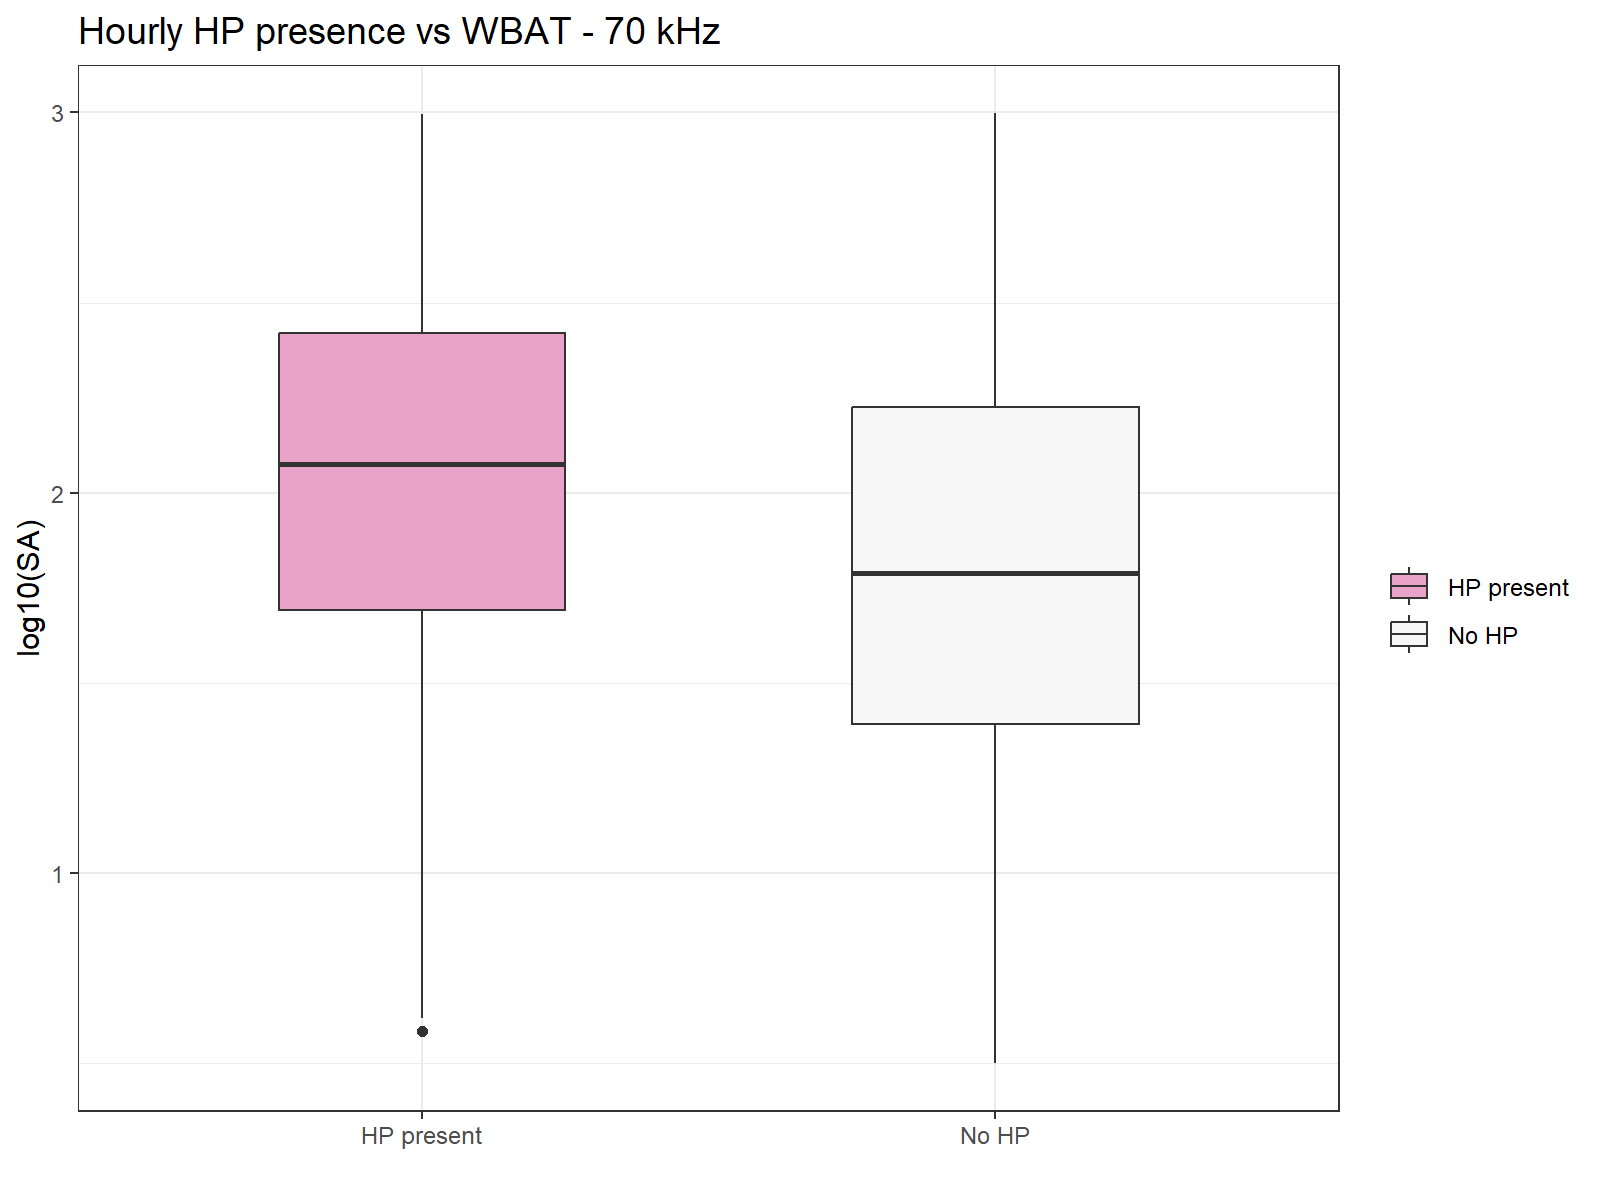 Hourly HP presence vs WBAT - 70 kHz
3
2
1
log10(SA)
HP present
No HP
HP present
No HP